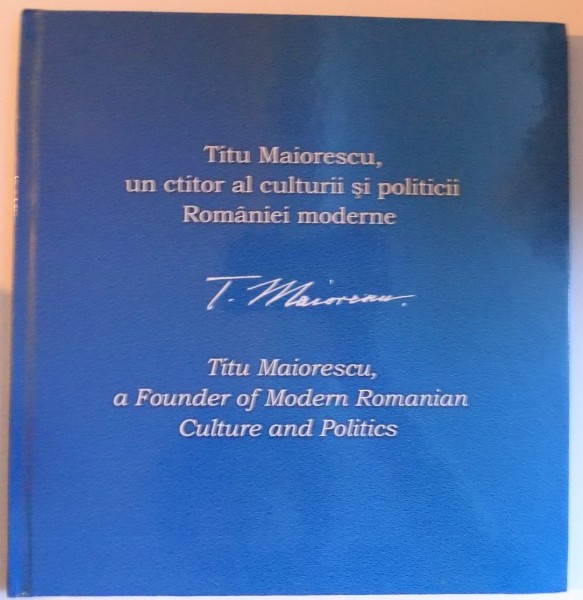 Titu Maiorescu,
un ctitor al culturii și politicii
României moderne
T. Maiorescu.
Titu Maiorescu,
a Founder of Modern Romanian
Culture and Politics